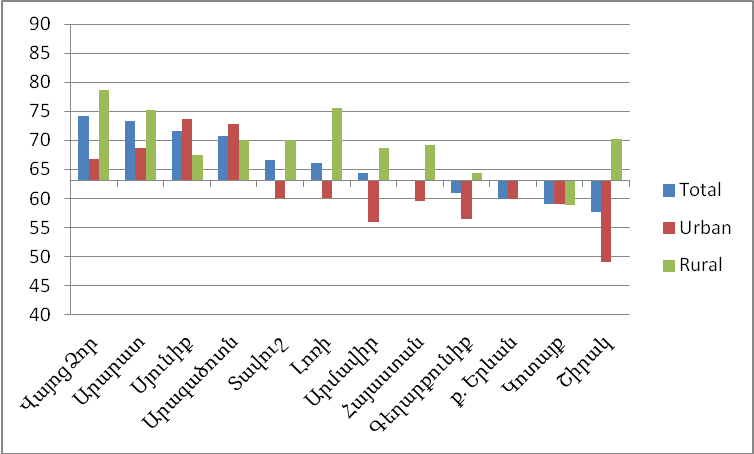 90
85
80
75
70
65
60
55
50
45
40
Total
Urban
Rural
Վայոց Ձոր
Արարատ
Սյունիք
Արագածոտն
Տավուշ
Լոռի
Արմավիր
Հայաստան
Գեղարքունիք
ք. Երևան
Կոտայք
Շիրակ